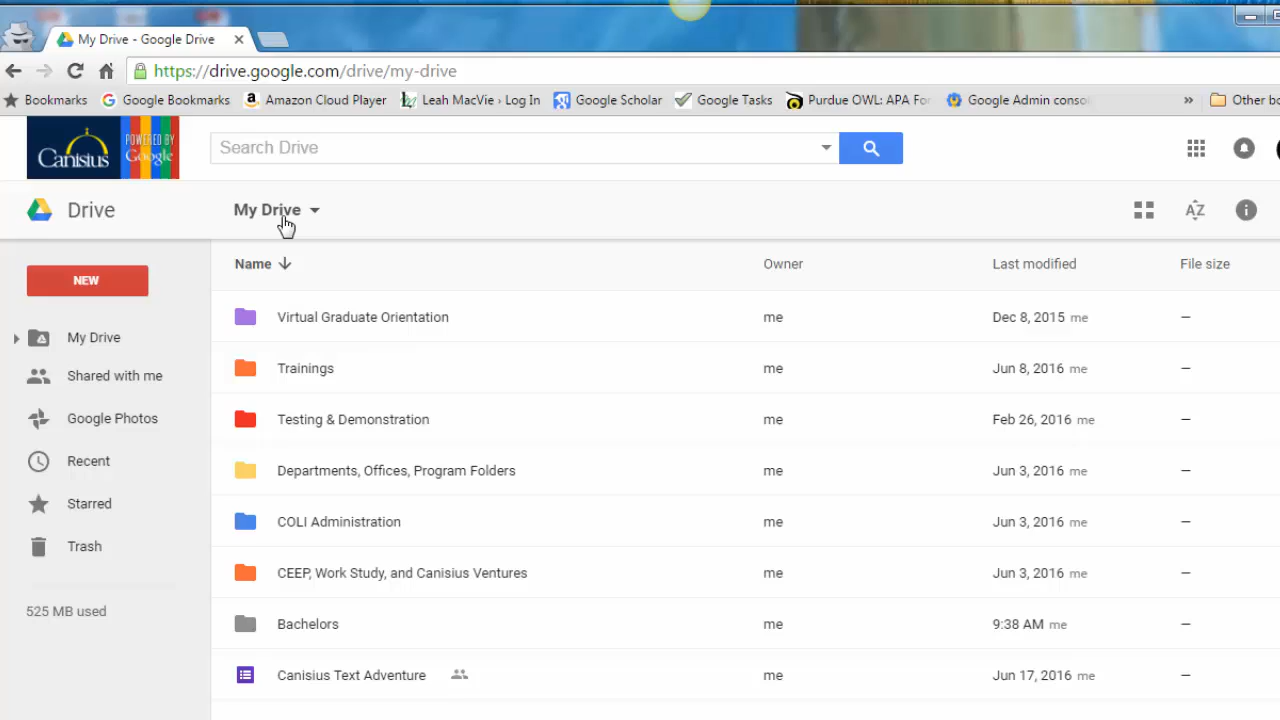 My Drive - Google Drive
https://drive.google.com/drive/my-drive
Bookmarks Google Bookmarks Amazon Cloud Player Leah MacVie › Log In Google Scholar Google Tasks Purdue OWL: APA For Google Admin conso » Other bo
Canisius POWERED BY Google
Search Drive
Drive My Drive
NEW
My Drive
Shared with me
Google Photos
Recent
Starred
Trash
525 MB used
Name Owner Last modified File size
Virtual Graduate Orientation me Dec 8, 2015 me –
Trainings me Jun 8, 2016 me –
Testing & Demonstration me Feb 26, 2016 me –
Departments, Offices, Program Folders me Jun 3, 2016 me –
COLI Administration me Jun 3, 2016 me –
CEEP, Work Study, and Canisius Ventures me Jun 3, 2016 me –
Bachelors me 9:38 AM me –
Canisius Text Adventure me Jun 17, 2016 me –